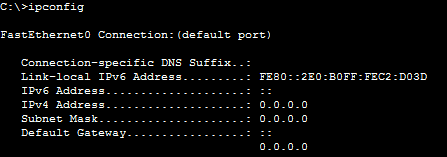 C:\>ipconfig
FastEthernet0 Connection:(default port)
Connection-specific DNS Suffix..:
Link-local IPv6 Address.........: FE80::2E0:B0FF:FEC2:D03D
IPv6 Address....................: ::
IPv4 Address....................: 0.0.0.0
Subnet Mask.....................: 0.0.0.0
Default Gateway.................: ::
0.0.0.0